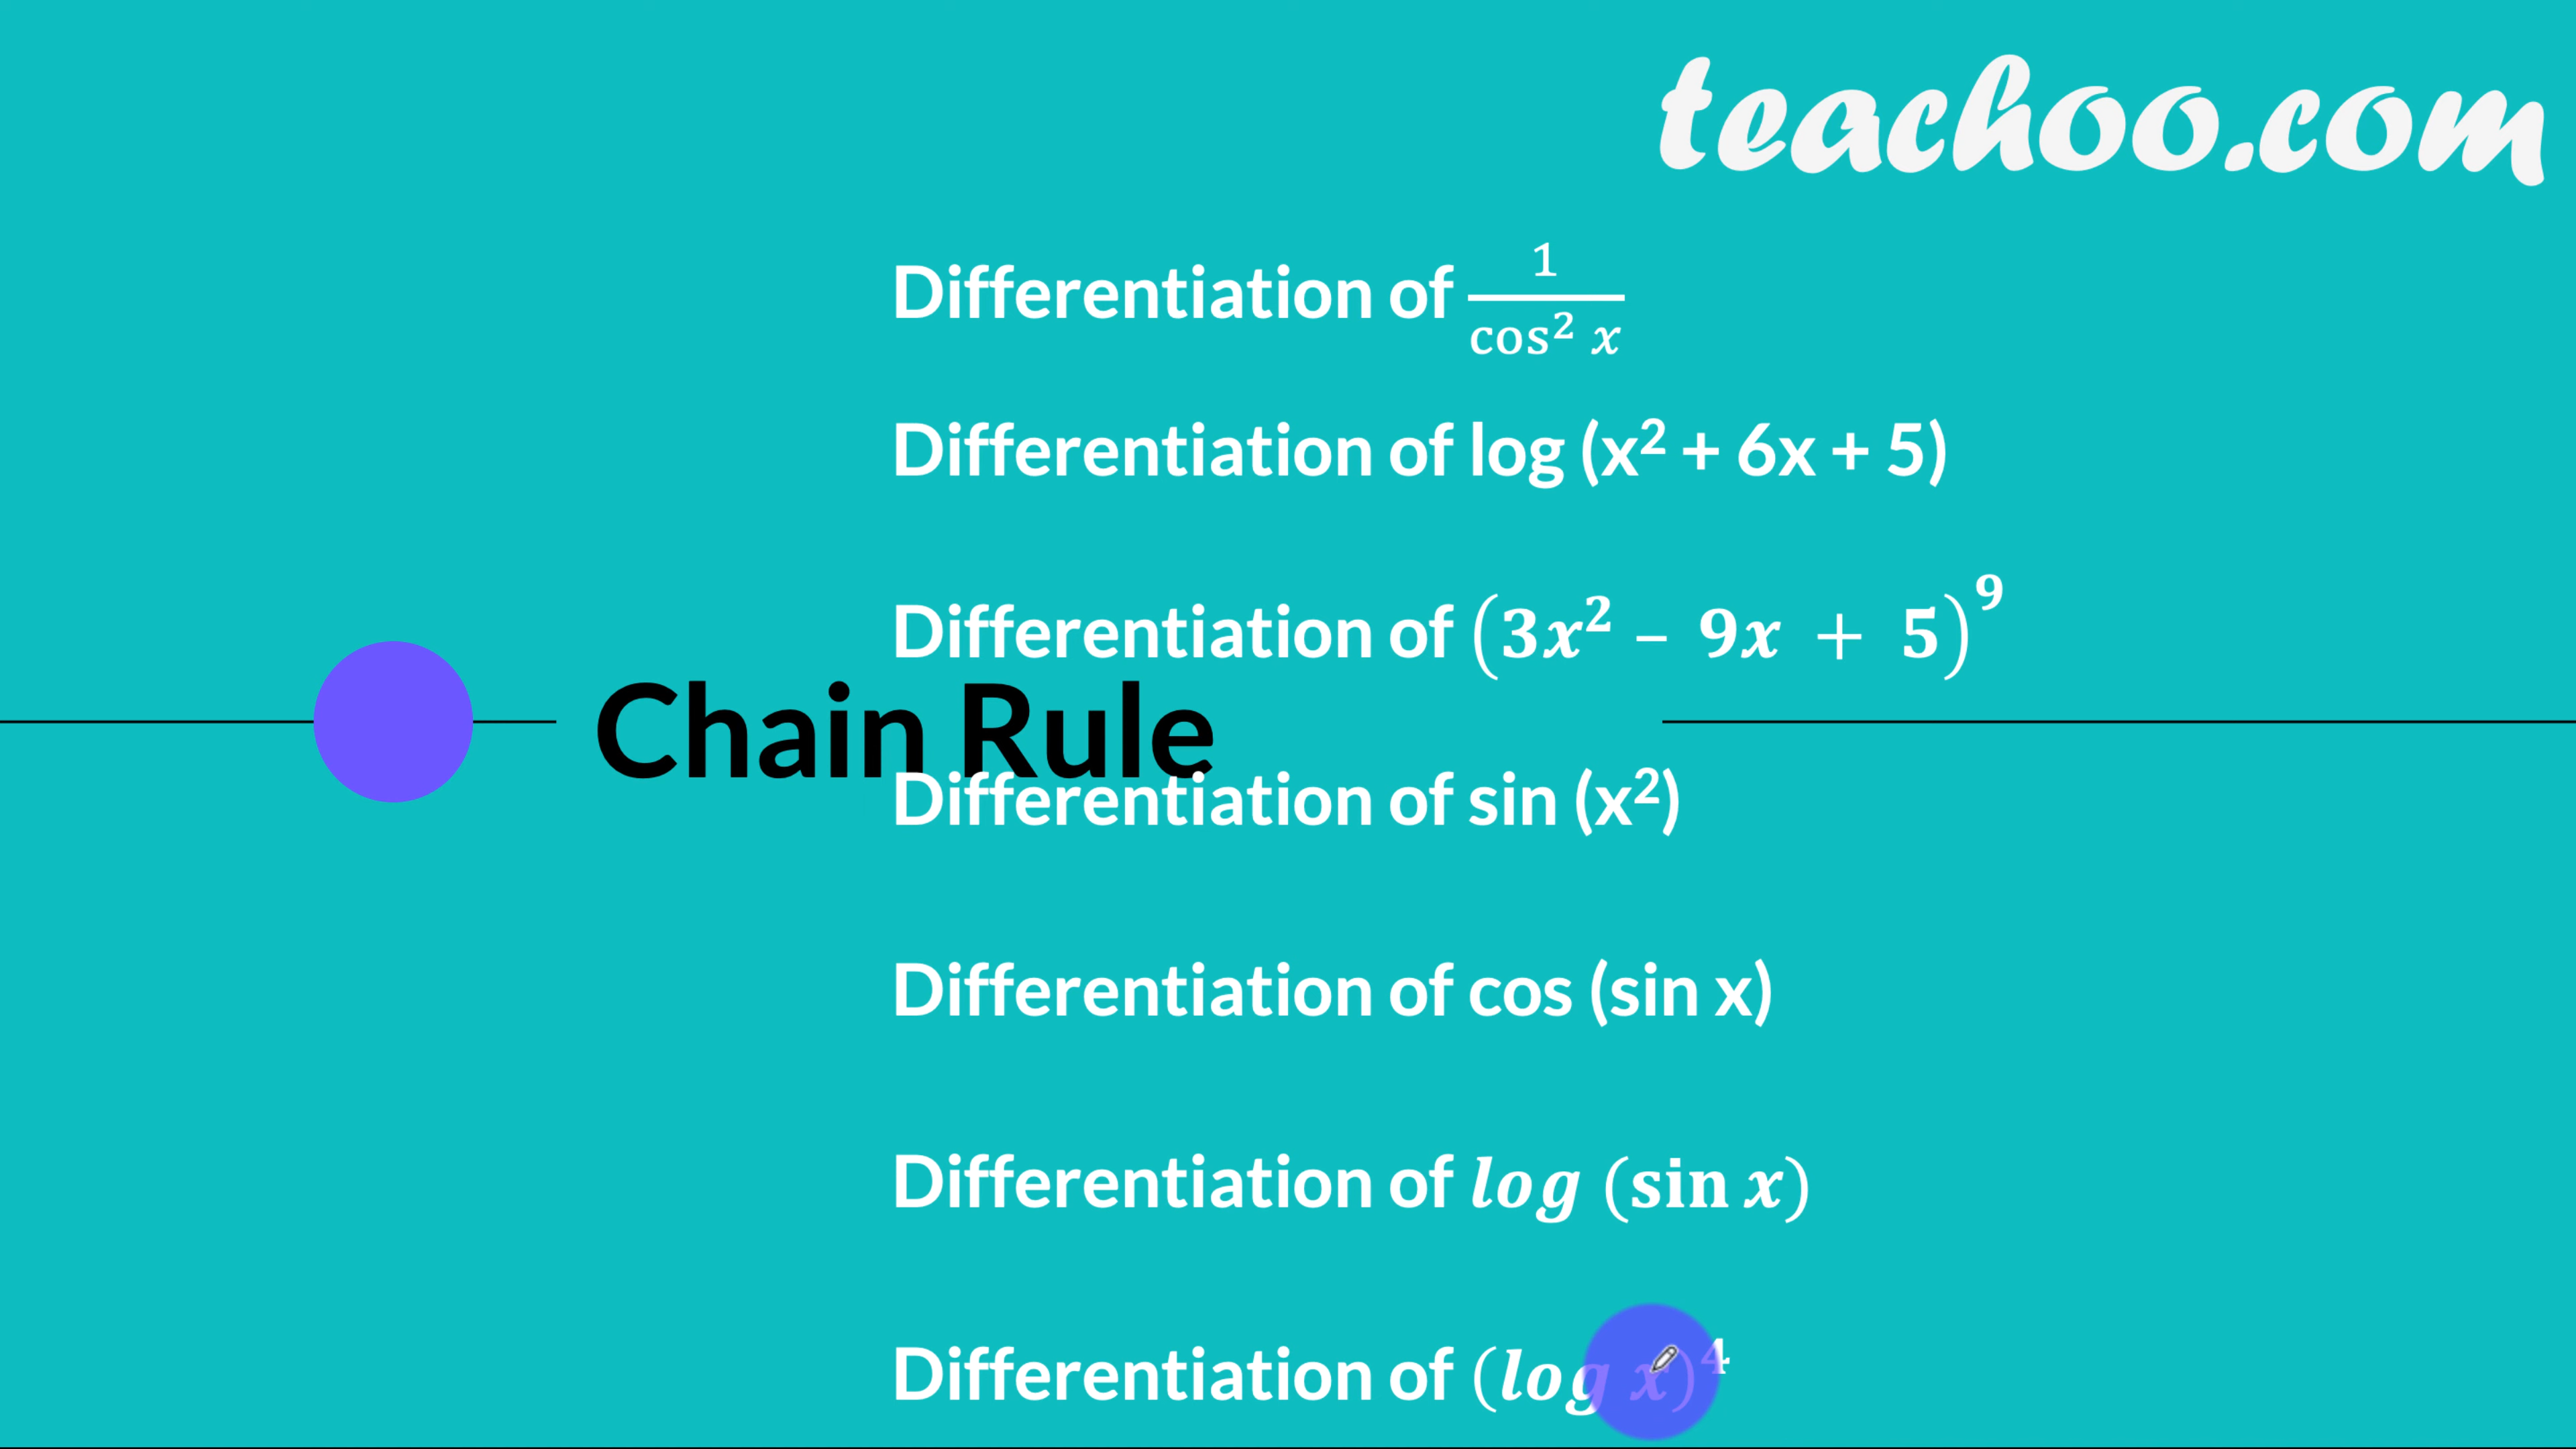 teachoo.com
Differentiation of 1/cos² x
Differentiation of log (x² + 6x + 5)
Differentiation of (3x² – 9x + 5)⁹
Chain Rule
Differentiation of sin (x²)
Differentiation of cos (sin x)
Differentiation of log (sin x)
Differentiation of (log x)⁴